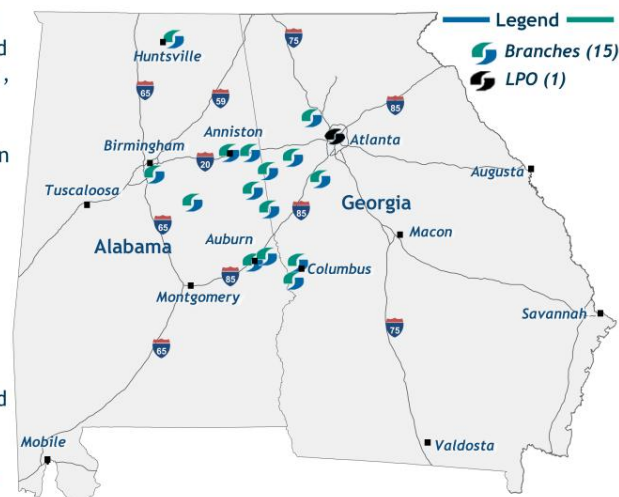 Legend
Branches (15)
LPO (1)
d
,
n
d
75
Huntsville
65
59
85
Birmingham
Anniston
20
Atlanta
Augusta
Tuscaloosa
65
85
Georgia
Alabama
Auburn
Macon
85
Columbus
Montgomery
Savannah
65
75
Mobile
Valdosta